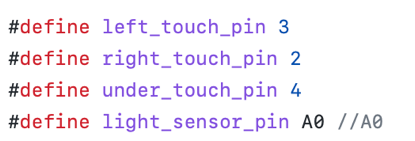 #define left_touch_pin 3
#define right_touch_pin 2
#define under_touch_pin 4
#define light_sensor_pin A0 //A0